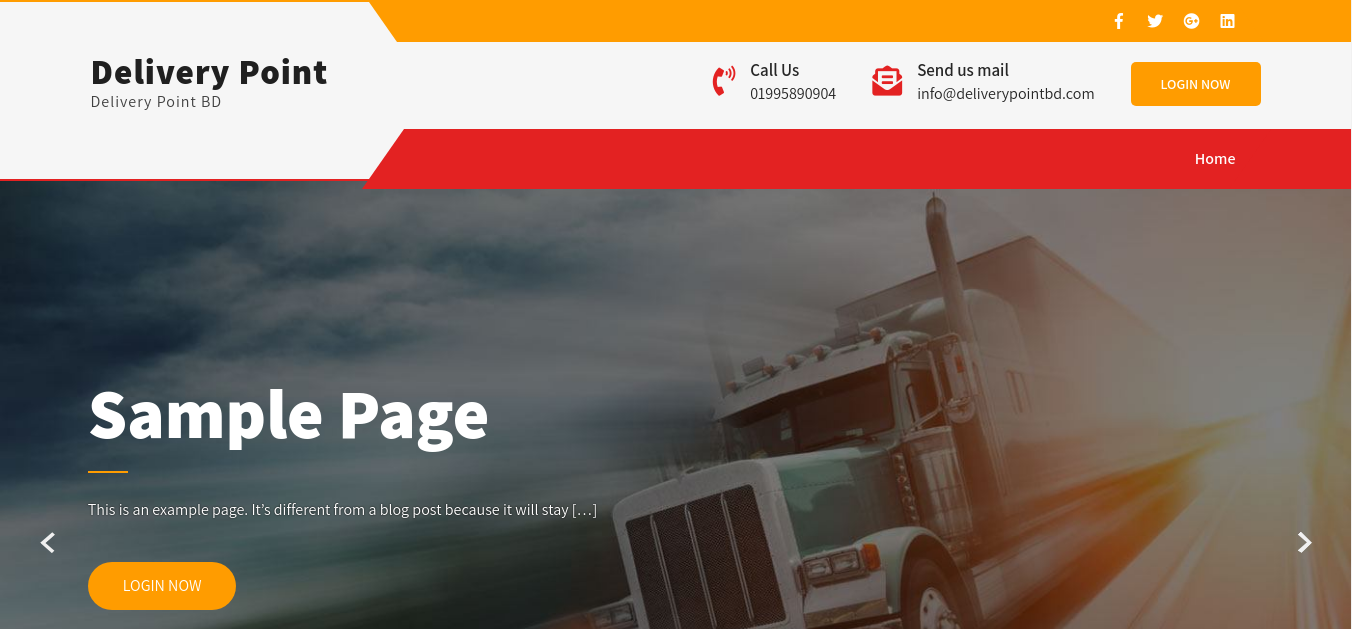 Delivery Point
Delivery Point BD
Call Us
01995890904
Send us mail
info@deliverypointbd.com
LOGIN NOW
Home
Sample Page
This is an example page. It’s different from a blog post because it will stay […]
LOGIN NOW